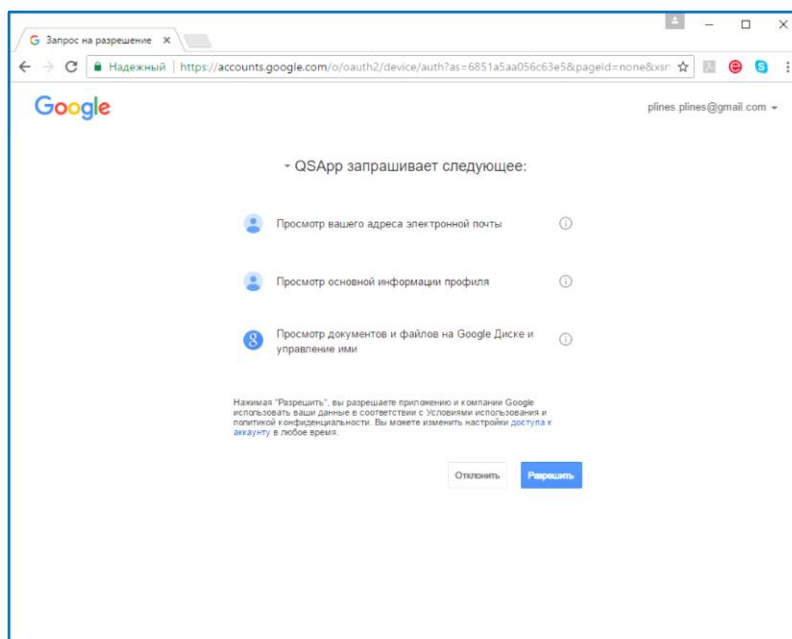 Запрос на разрешение
Надежный | https://accounts.google.com/o/oauth2/device/auth?as=6851a5aa056c63e5&pageId=none&xsr
Google
plines.plines@gmail.com
QSApp запрашивает следующее:
Просмотр вашего адреса электронной почты
Просмотр основной информации профиля
Просмотр документов и файлов на Google Диске и
управление ими
Нажимая "Разрешить", вы разрешаете приложению и компании Google
использовать ваши данные в соответствии с Условиями использования и
политикой конфиденциальности. Вы можете изменить настройки доступа к
аккаунту в любое время.
Отклонить
Разрешить